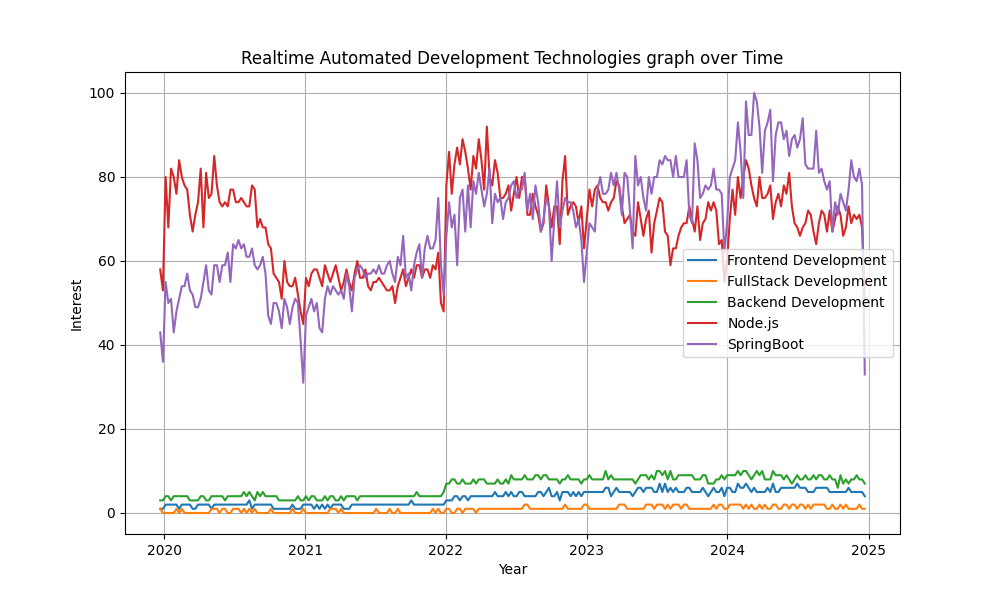 Realtime Automated Development Technologies graph over Time
100
80
60
40
20
0
Interest
Frontend Development
FullStack Development
Backend Development
Node.js
SpringBoot
2020 2021 2022 2023 2024 2025
Year